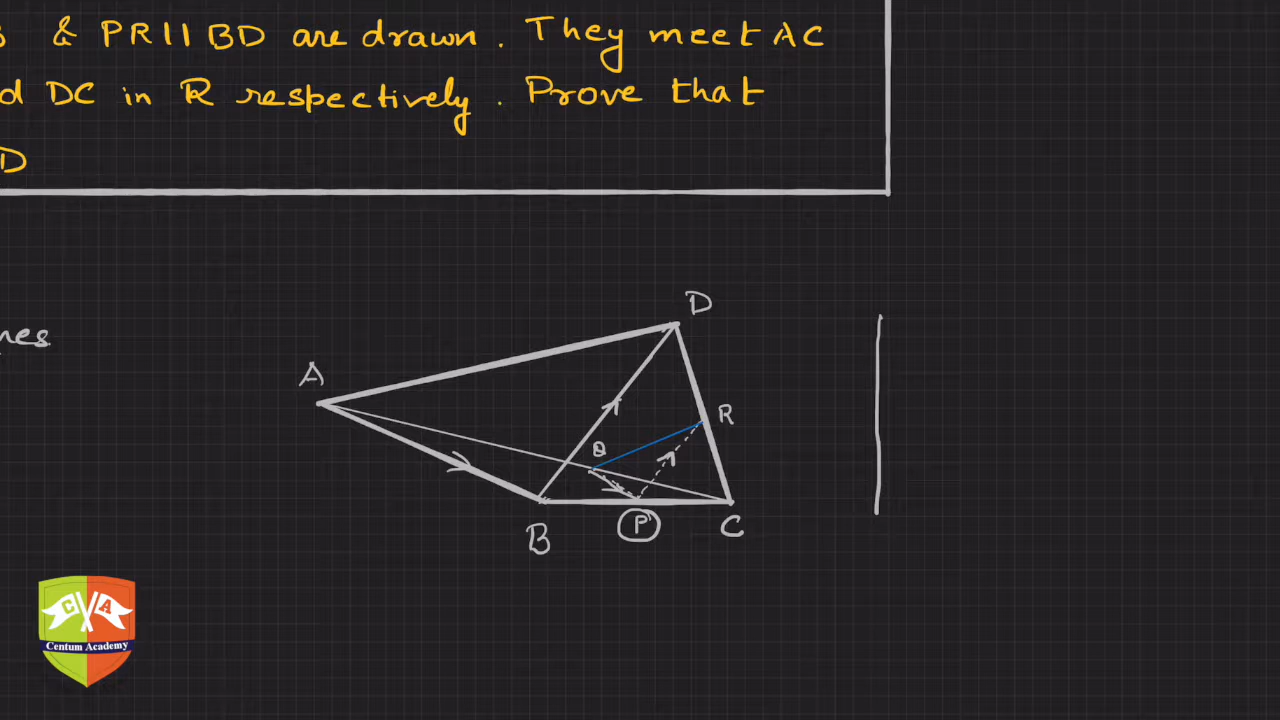 s & PR || BD are drawn. They meet AC
d DC in R respectively. Prove that
D
nes
D
A
R
Q
B
P
C
C A
Centum Academy